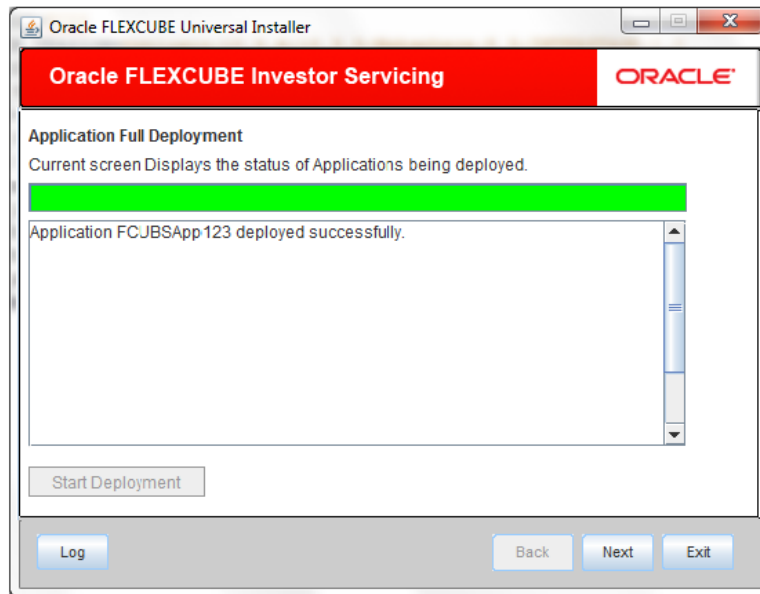 Oracle FLEXCUBE Universal Installer
Oracle FLEXCUBE Investor Servicing
ORACLE
Application Full Deployment
Current screen Displays the status of Applications being deployed.
Application FCUBSApp123 deployed successfully.
Start Deployment
Log
Back
Next
Exit